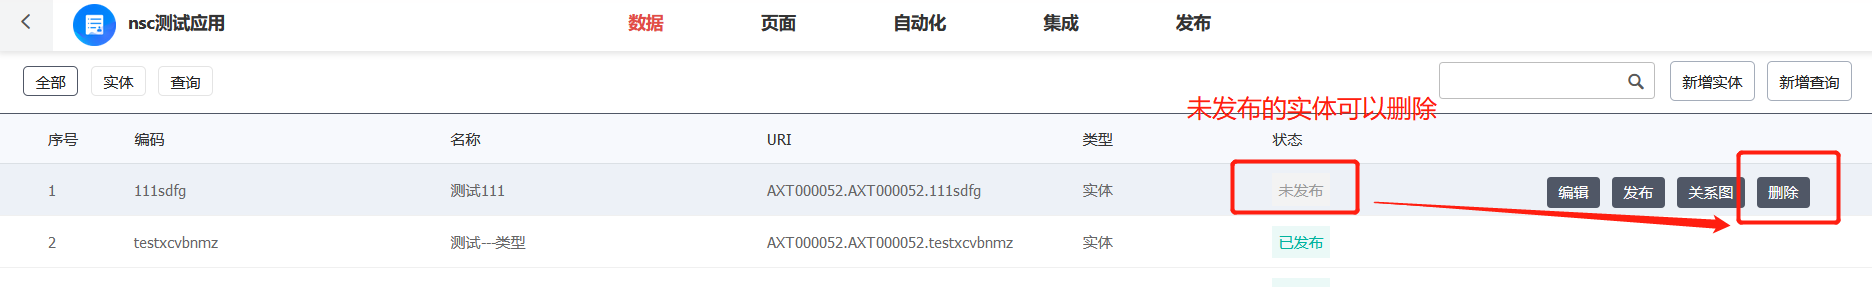 nsc测试应用 数据 页面 自动化 集成 发布
全部 实体 查询 新增实体 新增查询
未发布的实体可以删除
序号 编码 名称 URI 类型 状态
1 111sdfg 测试111 AXT000052.AXT000052.111sdfg 实体 未发布 编辑 发布 关系图 删除
2 testxcvbnmz 测试---类型 AXT000052.AXT000052.testxcvbnmz 实体 已发布